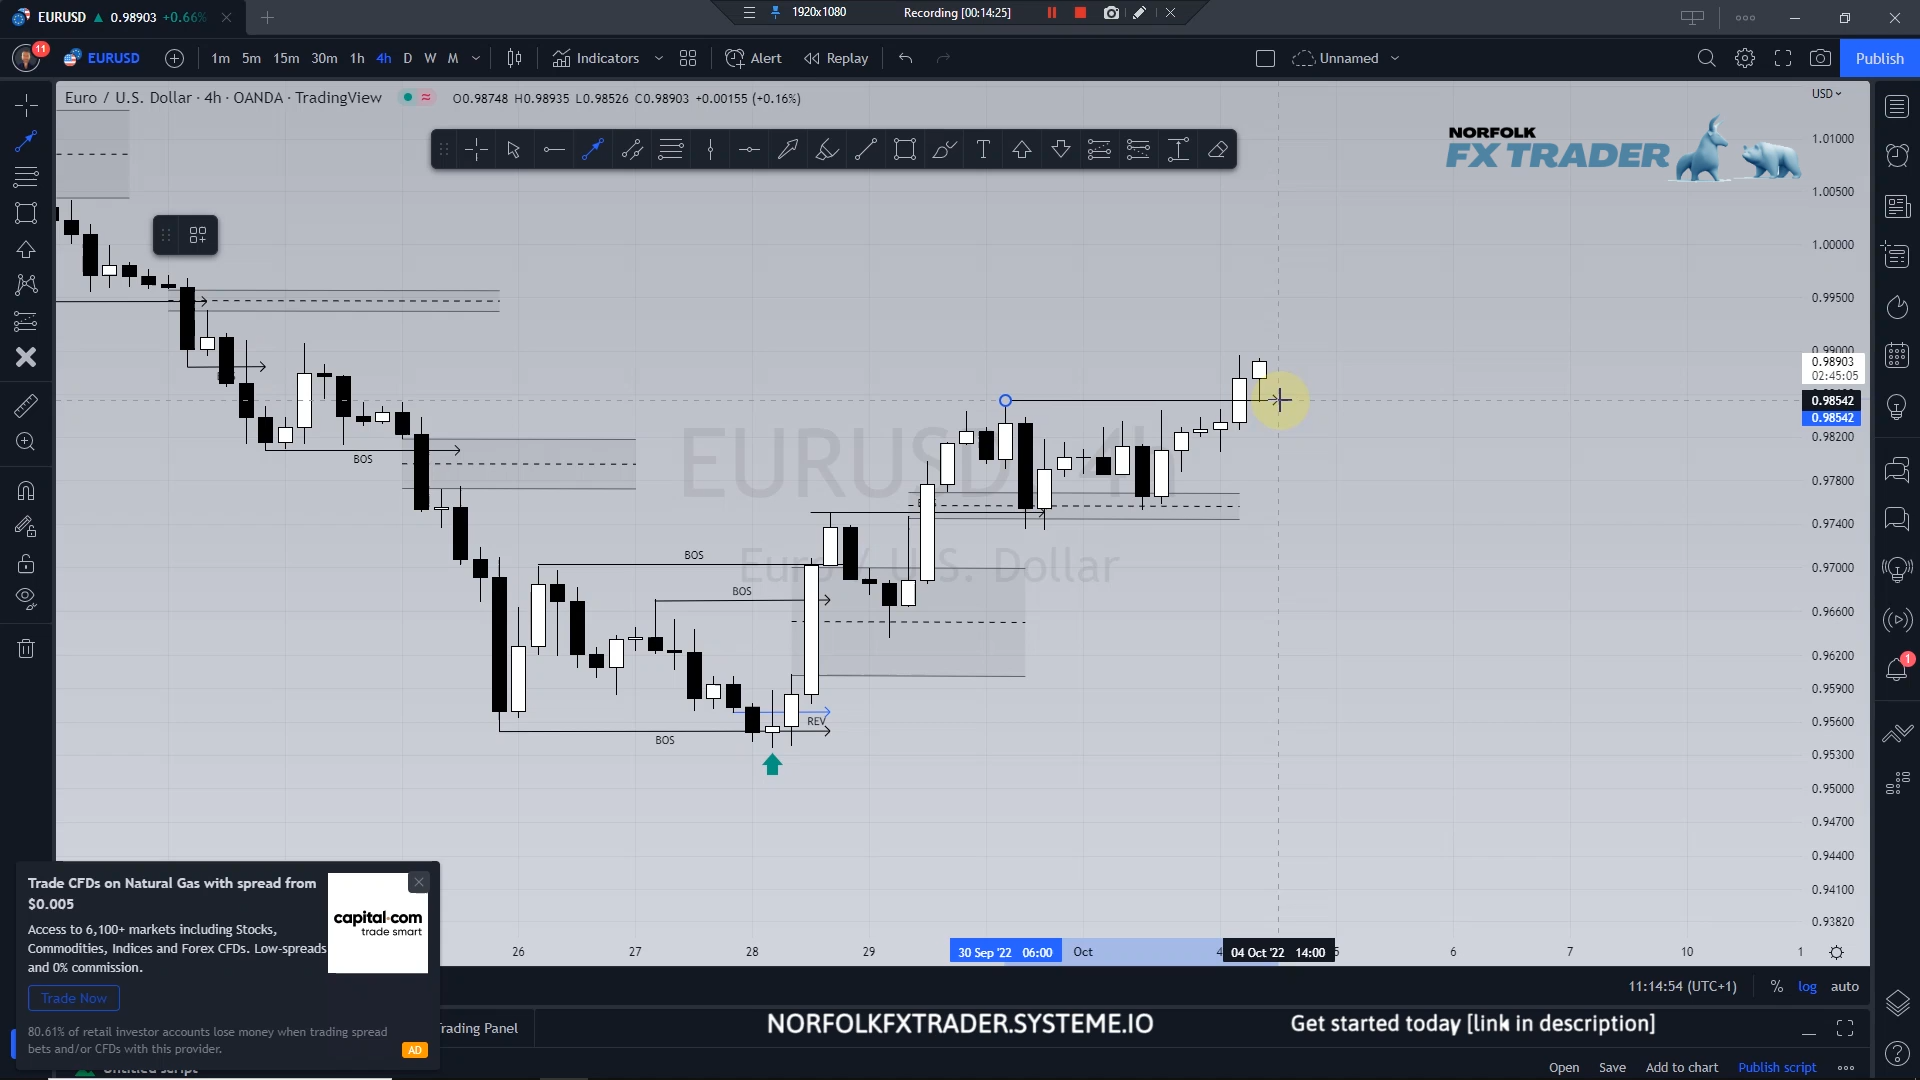 EURUSD 0.98903 +0.66%
1920x1080 Recording [00:14:25]
11 EURUSD 1m 5m 15m 30m 1h 4h D W M Indicators Alert Replay Unnamed Publish
Euro / U.S. Dollar · 4h · OANDA · TradingView O0.98748 H0.98935 L0.98526 C0.98903 +0.00155 (+0.16%)
USD
NORFOLK
FX TRADER
1.01000
1.00500
1.00000
0.99500
0.99000
0.98903
02:45:05
0.98542
0.98542
0.98200
0.97800
0.97400
0.97000
0.96600
0.96200
0.95900
0.95600
0.95300
0.95000
0.94700
0.94400
0.94100
0.93820
EURUSD, 4h
Euro / U.S. Dollar
BOS
BOS
BOS
REV
BOS
1
26 27 28 29 30 Sep '22 06:00 Oct 4 04 Oct '22 14:00 5 6 7 10 1
Trade CFDs on Natural Gas with spread from
$0.005
Access to 6,100+ markets including Stocks,
Commodities, Indices and Forex CFDs. Low-spreads
and 0% commission.
Trade Now
80.61% of retail investor accounts lose money when trading spread
bets and/or CFDs with this provider.
AD
capital·com
trade smart
11:14:54 (UTC+1) % log auto
Trading Panel
NORFOLKFXTRADER.SYSTEME.IO
Get started today [link in description]
Untitled script
Open Save Add to chart Publish script